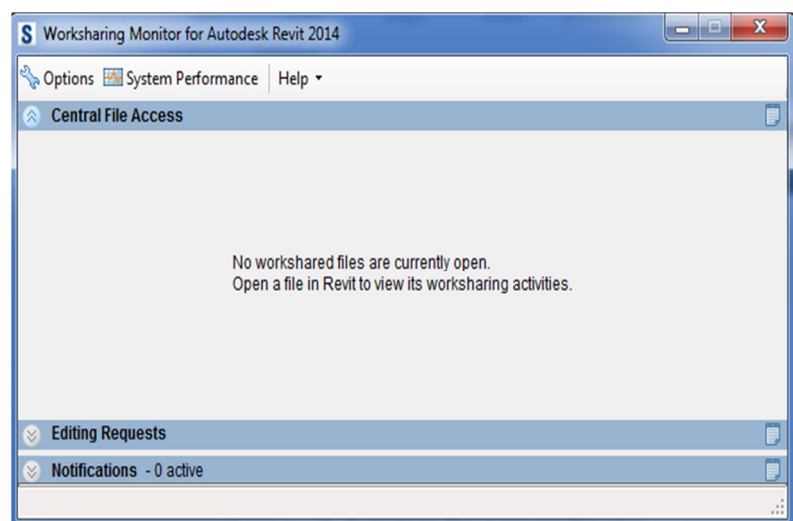 Worksharing Monitor for Autodesk Revit 2014
Options System Performance Help
Central File Access
No workshared files are currently open.
Open a file in Revit to view its worksharing activities.
Editing Requests
Notifications - 0 active